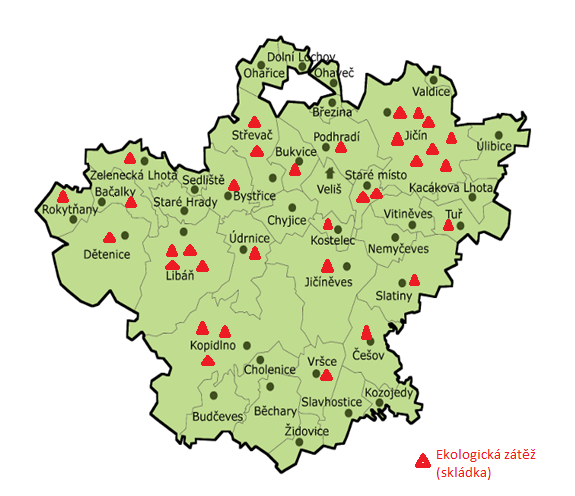 Dolní Lochov
Ohařice
Ohaveč
Valdice
Březina
Střevač
Podhradí
Jičín
Úlibice
Bukvice
Zelenecká Lhota
Sedliště
Veliš
Staré místo
Bačalky
Bystřice
Kacákova Lhota
Rokytňany
Staré Hrady
Chyjice
Vitiněves
Tuř
Údrnice
Kostelec
Nemyčeves
Dětenice
Libáň
Jičíněves
Slatiny
Kopidlno
Češov
Cholenice
Vršce
Kozojedy
Budčeves
Běchary
Slavhostice
Židovice
Ekologická zátěž
(skládka)